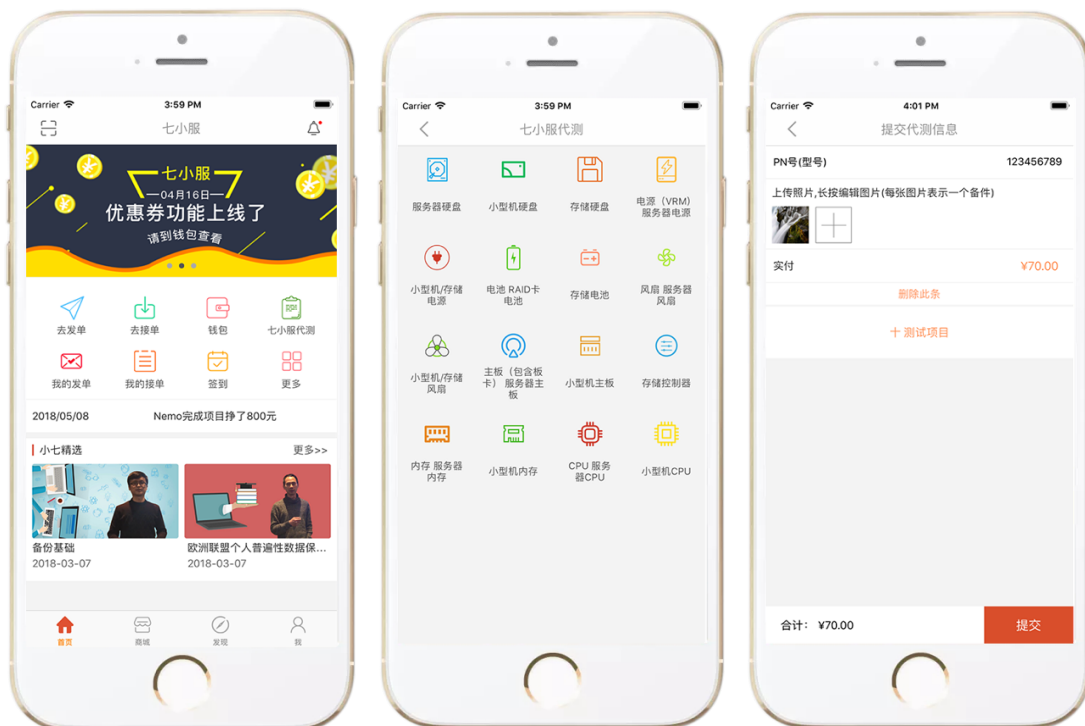 Carrier 3:59 PM
七小服
七小服
04月16日
优惠券功能上线了
请到钱包查看
去发单 去接单 钱包 七小服代测
我的发单 我的接单 签到 更多
2018/05/08 Nemo完成项目挣了800元
小七精选 更多>>
备份基础 欧洲联盟个人普遍性数据保...
2018-03-07 2018-03-07
首页 商城 发现 我
Carrier 3:59 PM
七小服代测
服务器硬盘 小型机硬盘 存储硬盘 电源（VRM）
服务器电源
小型机/存储 电池 RAID卡 存储电池 风扇 服务器
电源 电池 风扇
小型机/存储 主板（包含板 小型机主板 存储控制器
风扇 卡） 服务器主
板
内存 服务器 小型机内存 CPU 服务 小型机CPU
内存 器CPU
Carrier 4:01 PM
提交代测信息
PN号(型号) 123456789
上传照片,长按编辑图片(每张图片表示一个备件)
实付 ¥70.00
删除此条
+ 测试项目
合计： ¥70.00 提交